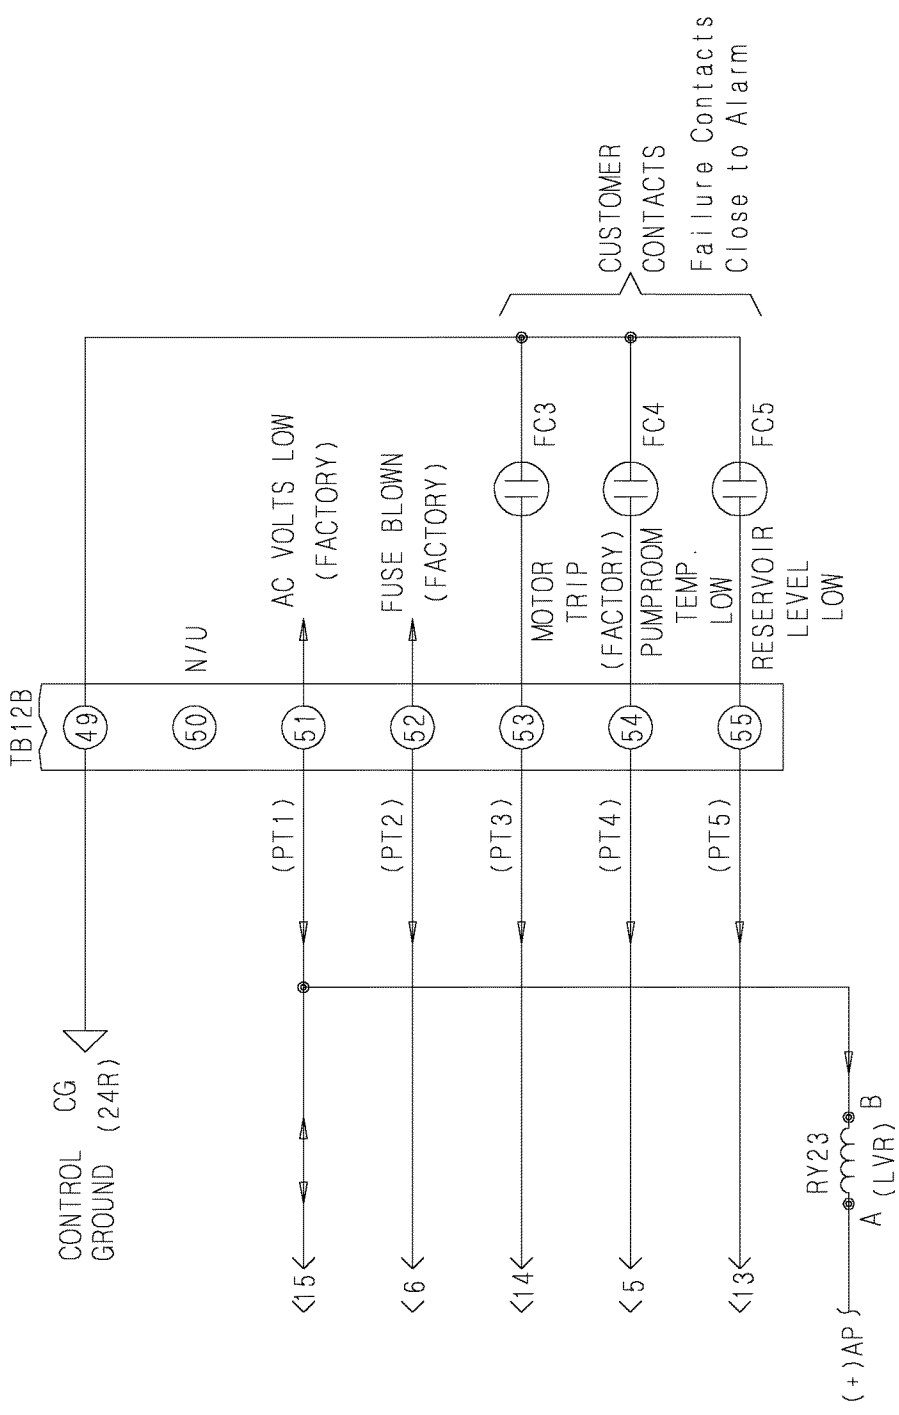 TB12B
49
50
51
52
53
54
55
CONTROL
GROUND
CG
(24R)
N/U
(PT1)
AC VOLTS LOW
(FACTORY)
(PT2)
FUSE BLOWN
(FACTORY)
(PT3)
MOTOR
TRIP
FC3
(PT4)
(FACTORY)
PUMPROOM
TEMP.
LOW
FC4
(PT5)
RESERVOIR
LEVEL
LOW
FC5
CUSTOMER
CONTACTS
Failure Contacts
Close to Alarm
15
6
14
5
13
(+)AP
RY23
A (LVR) B